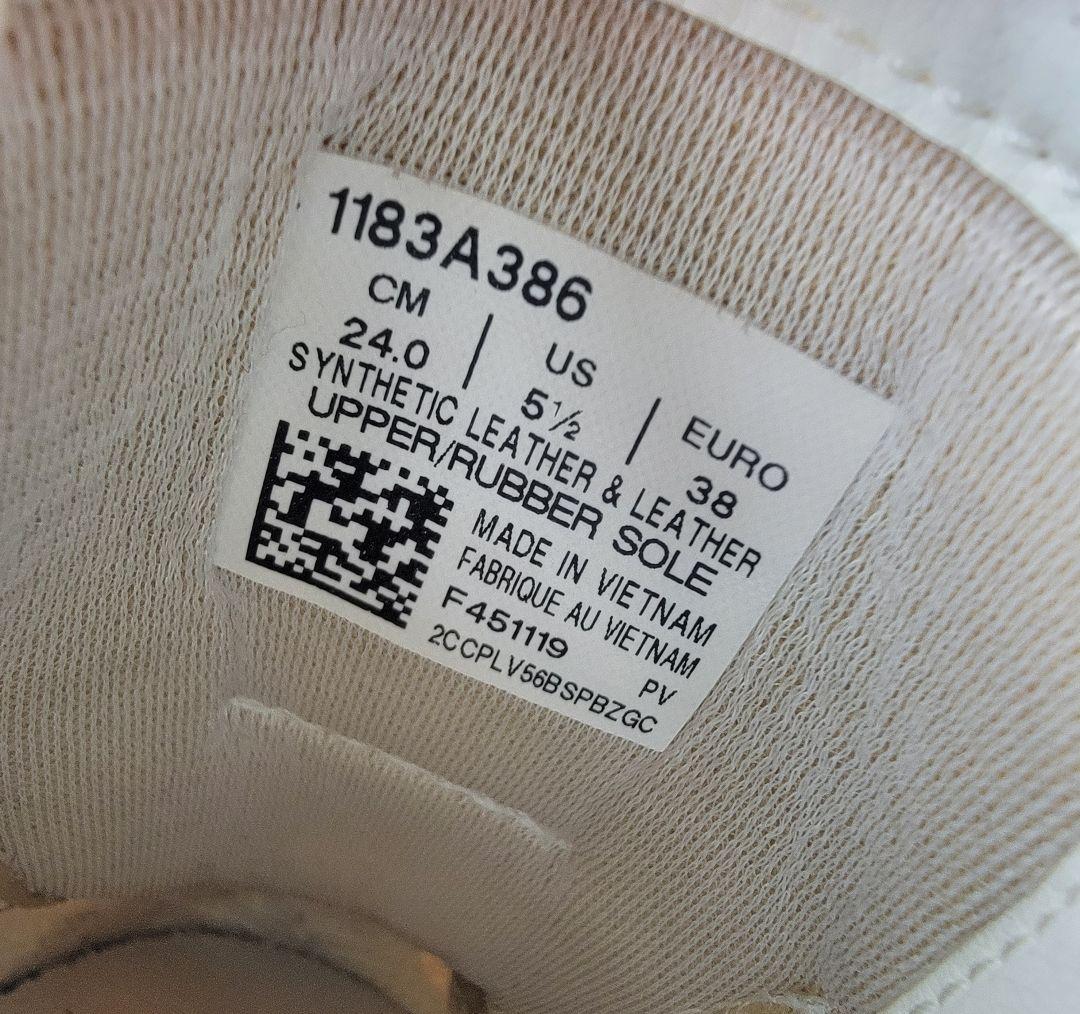 1183A386
CM | US | EURO
24.0 | 5½ | 38
SYNTHETIC LEATHER & LEATHER
UPPER/RUBBER SOLE
MADE IN VIETNAM
FABRIQUE AU VIETNAM
F451119 PV
2CCPLV56BSPBZGC